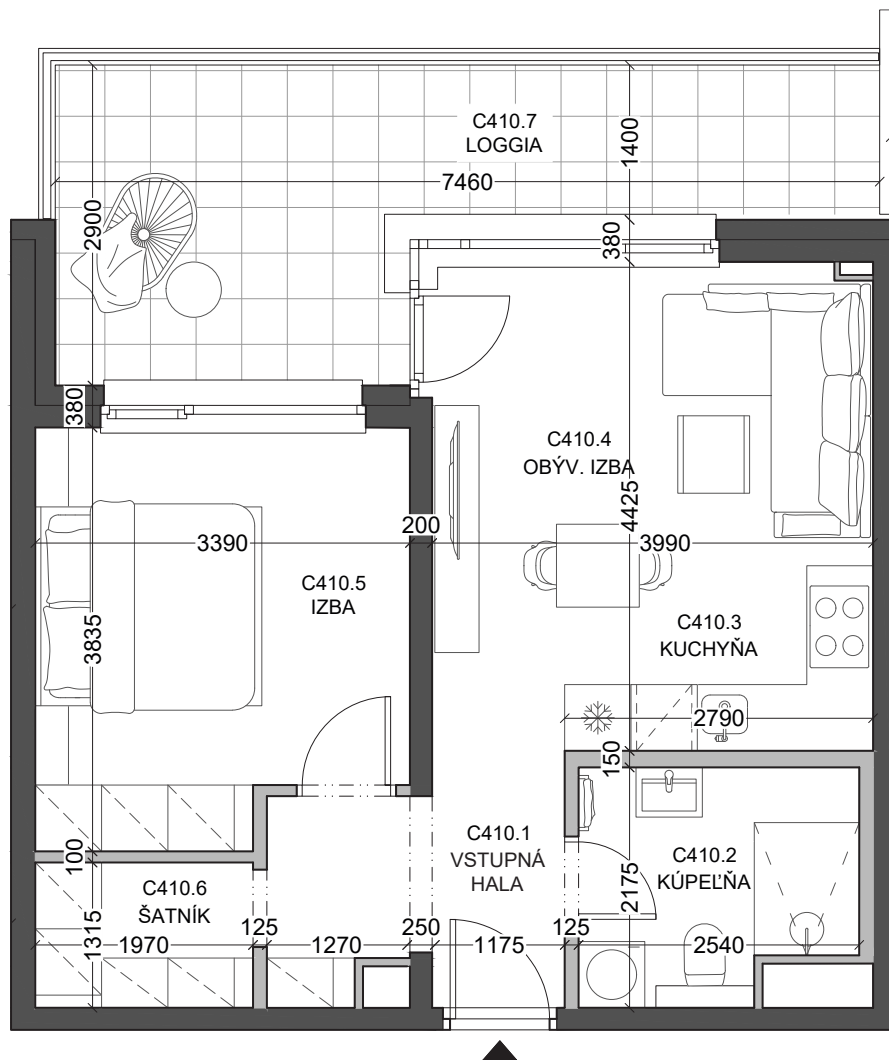 C410.7
LOGGIA
1400
7460
2900
380
380
C410.4
OBÝV. IZBA
4425
200
3390
3990
C410.5
IZBA
3835
C410.3
KUCHYŇA
2790
150
C410.1
VSTUPNÁ
HALA
C410.2
KÚPEĽŇA
2175
100
C410.6
ŠATNÍK
1315
1970
125
1270
250
1175
125
2540